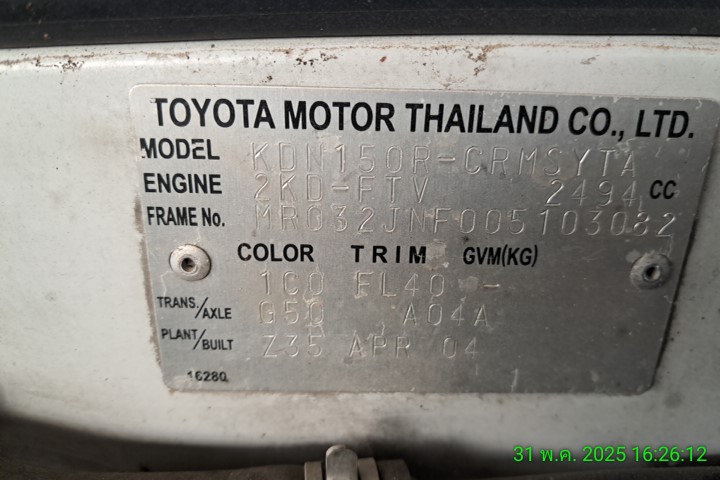 TOYOTA MOTOR THAILAND CO., LTD.
MODEL KDN150R-CRMSYTA
ENGINE 2KD-FTV 2494 CC
FRAME No. MR032JNF005103082
COLOR TRIM GVM(KG)
1C0 FL40 -
TRANS./AXLE G50 A04A
PLANT/BUILT Z35 APR 04
16280
31 พ.ค. 2025 16:26:12